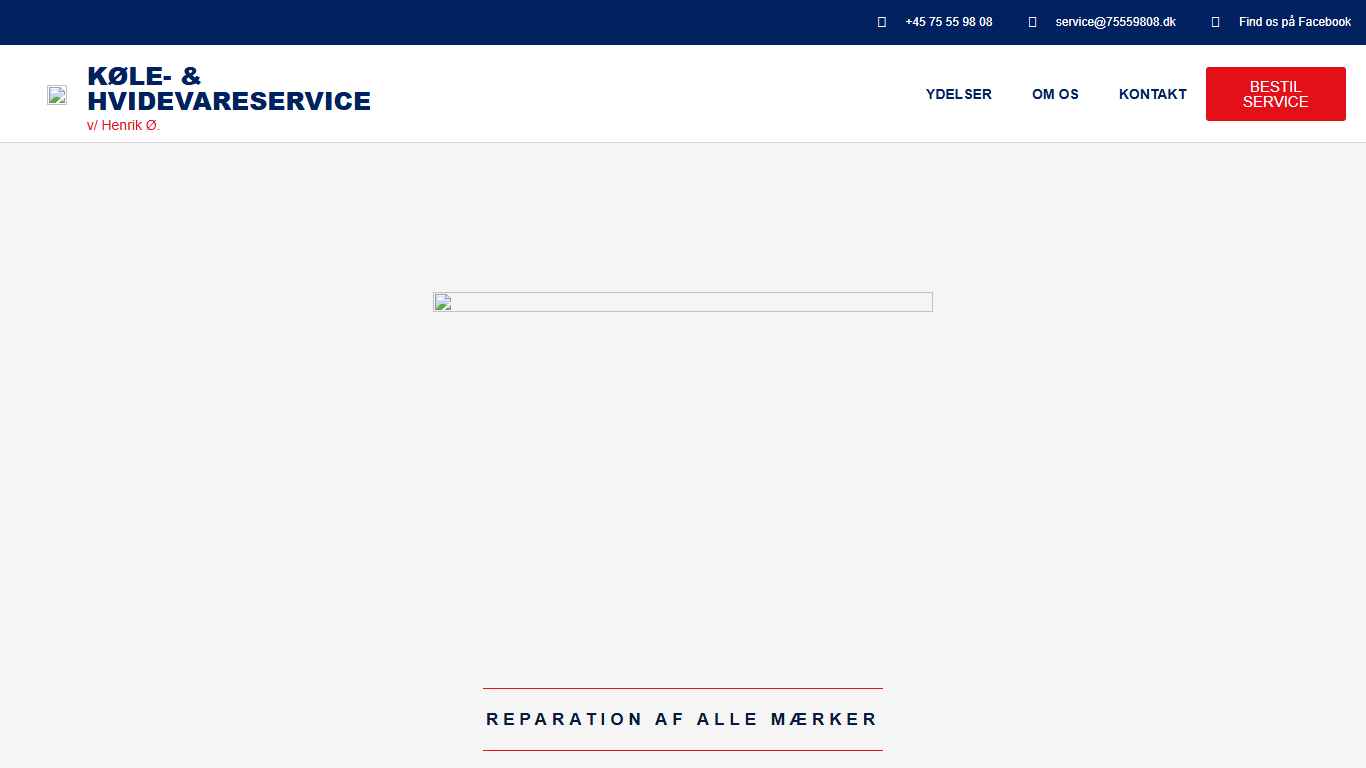 +45 75 55 98 08
service@75559808.dk
Find os på Facebook
KØLE- &
HVIDEVARESERVICE
v/ Henrik Ø.
YDELSER
OM OS
KONTAKT
BESTIL
SERVICE
REPARATION AF ALLE MÆRKER